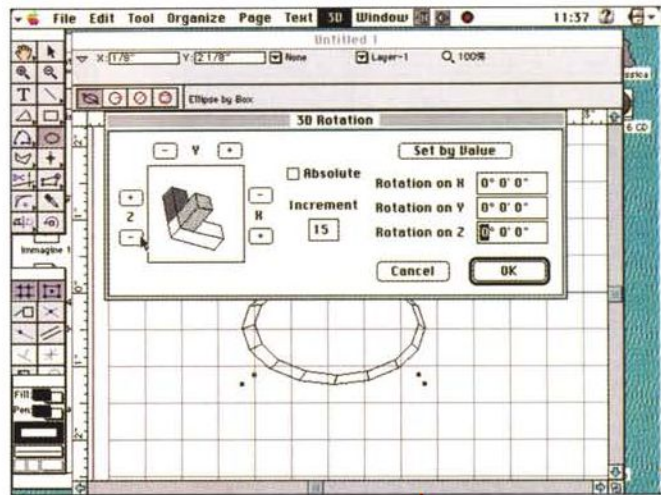 File Edit Tool Organize Page Text 3D Window 11:37
Untitled 1
X: 1/8" Y: 2 1/8" None Layer-1 100%
Ellipse by Box
3D Rotation
- Y +
Set by Value
Absolute
Rotation on X 0° 0' 0"
+ Z -
- X +
Increment
15
Rotation on Y 0° 0' 0"
Rotation on Z 0° 0' 0"
Cancel OK
Immagine 1
6 CD
Fill:
Pen:
T